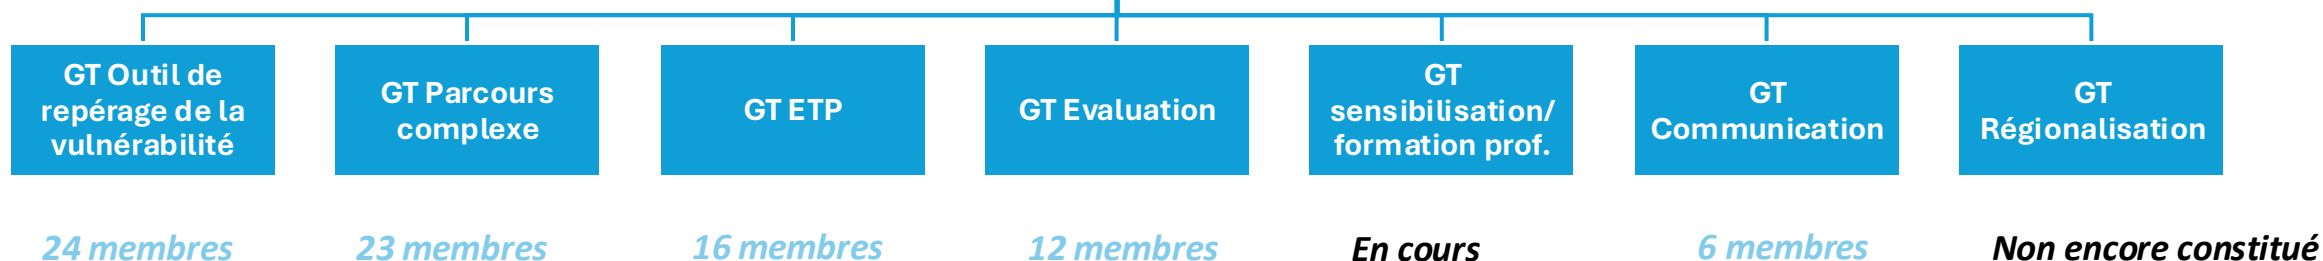 GT Outil de
repérage de la
vulnérabilité
GT Parcours
complexe
GT ETP
GT Evaluation
GT
sensibilisation/
formation prof.
GT
Communication
GT
Régionalisation
24 membres
23 membres
16 membres
12 membres
En cours
6 membres
Non encore constitué